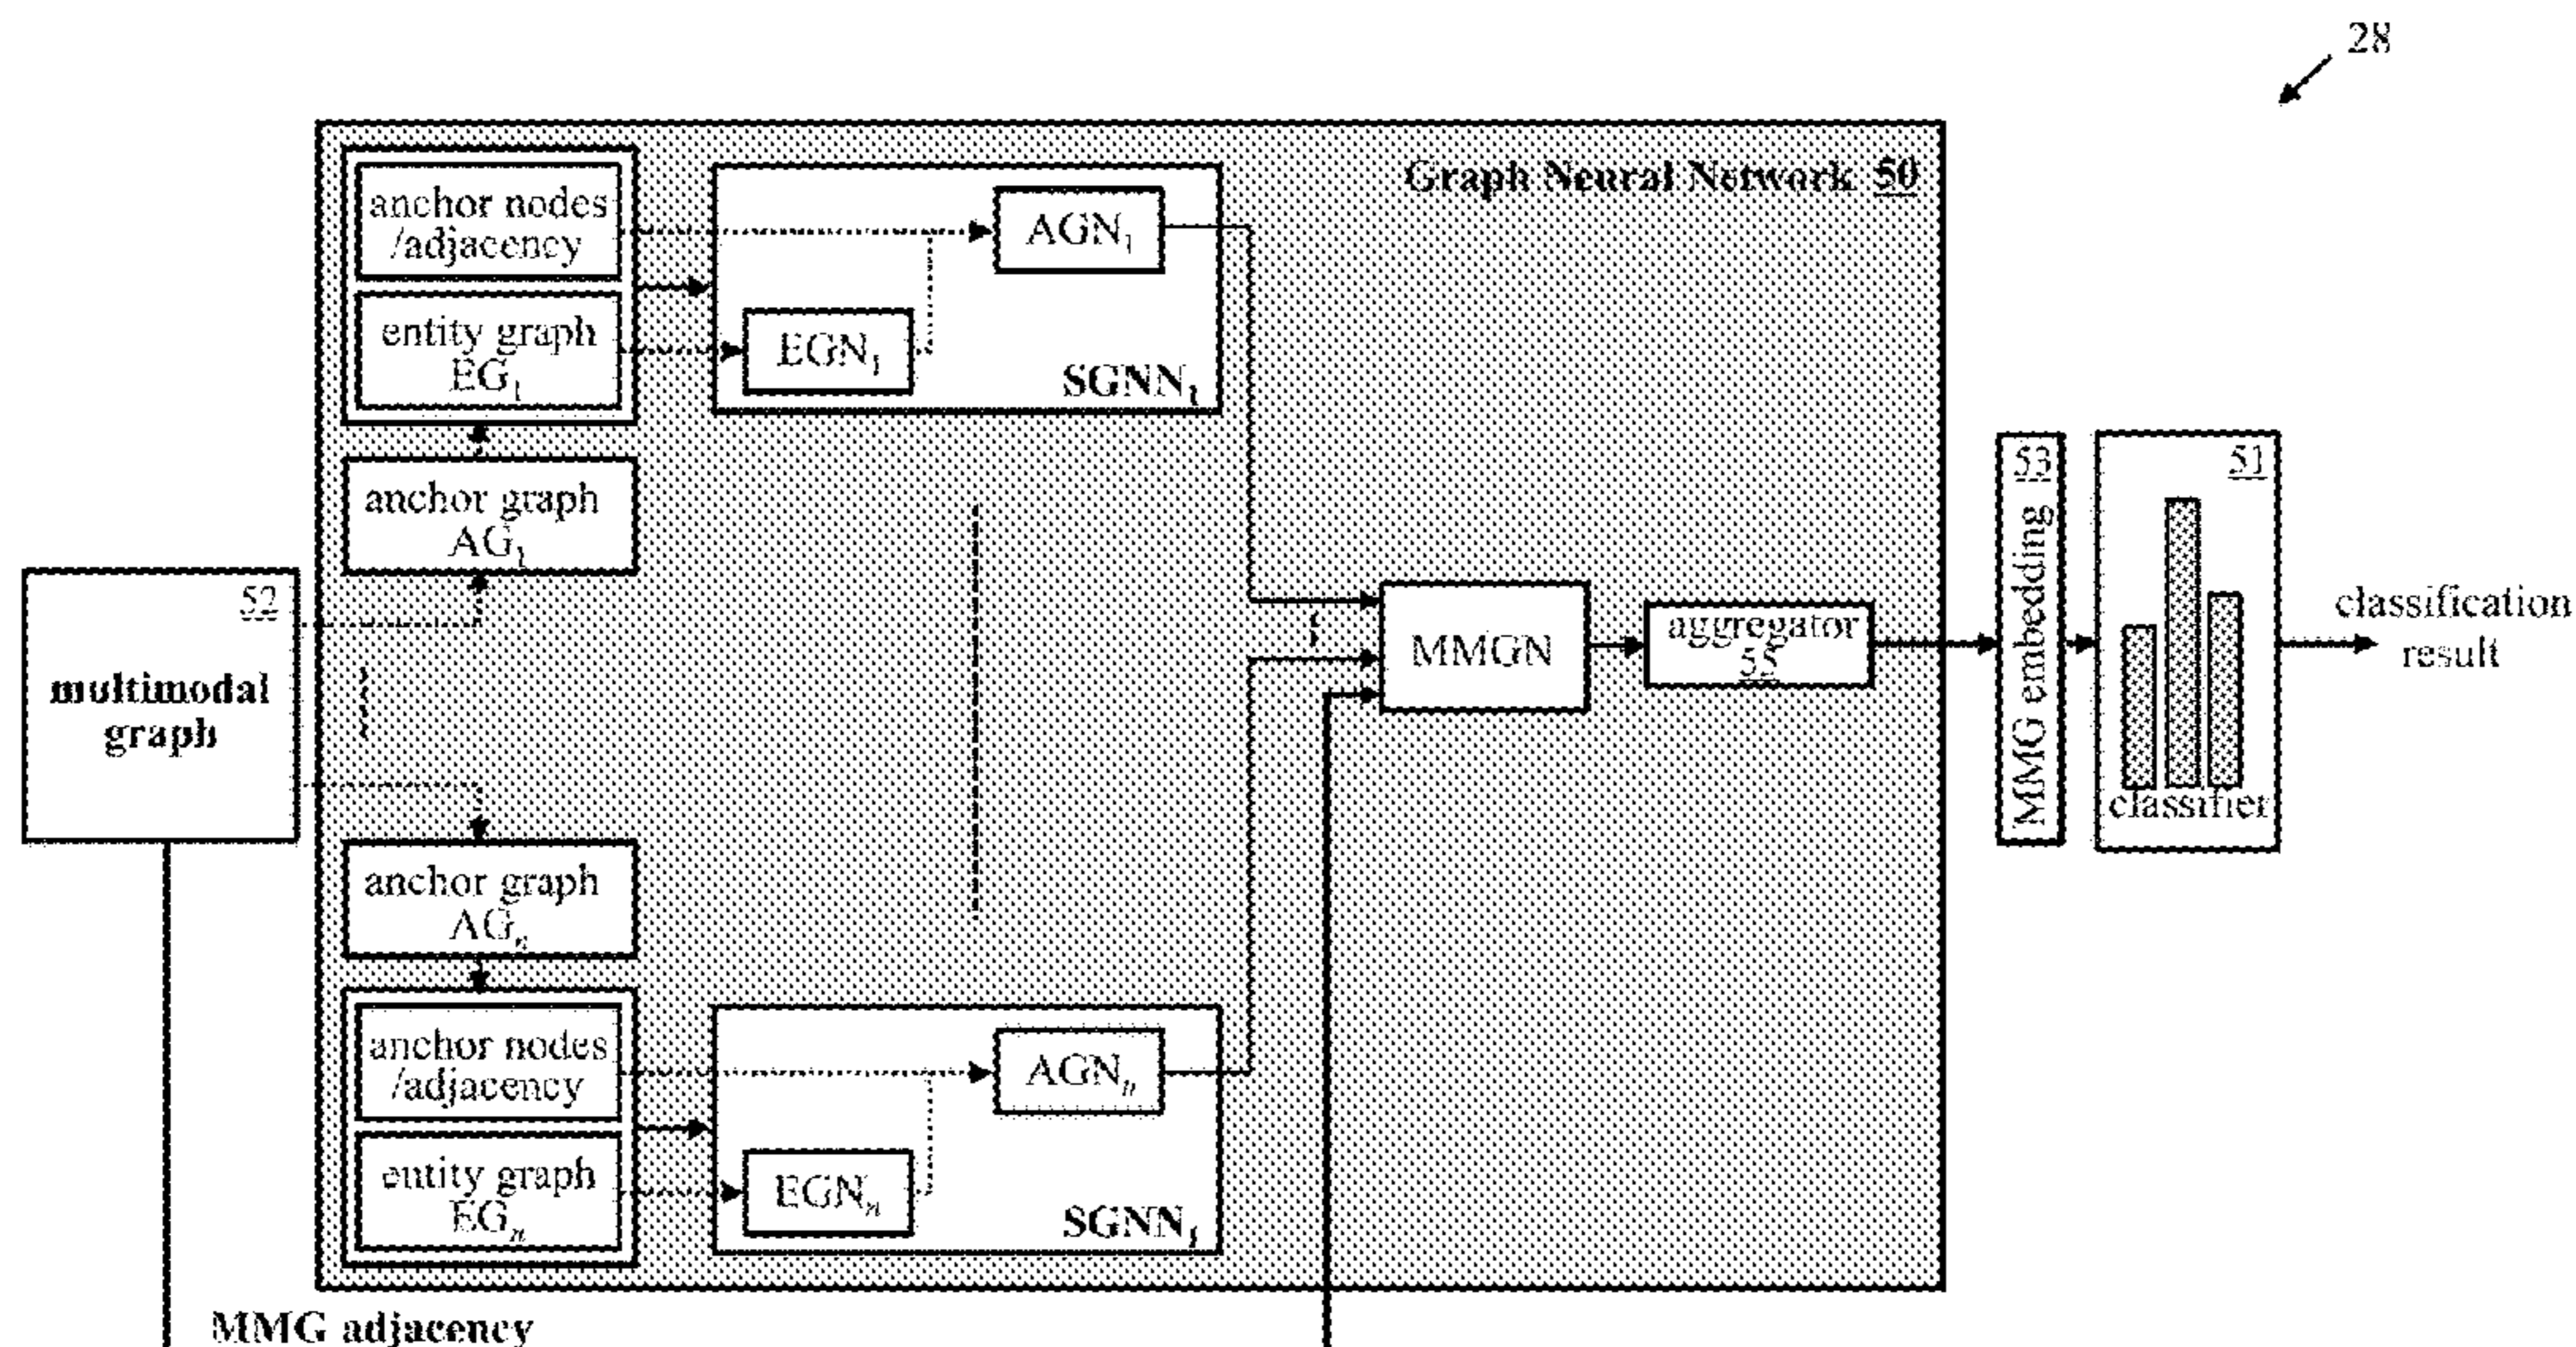 28
Graph Neural Network 50
anchor nodes
/adjacency
entity graph
EG₁
AGN₁
EGN₁
SGNN₁
anchor graph
AG₁
52
multimodal
graph
anchor graph
AGₙ
anchor nodes
/adjacency
entity graph
EGₙ
AGNₙ
EGNₙ
SGNN₁
MMGN
aggregator
55
53
MMG embedding
51
classifier
classification
result
MMG adjacency